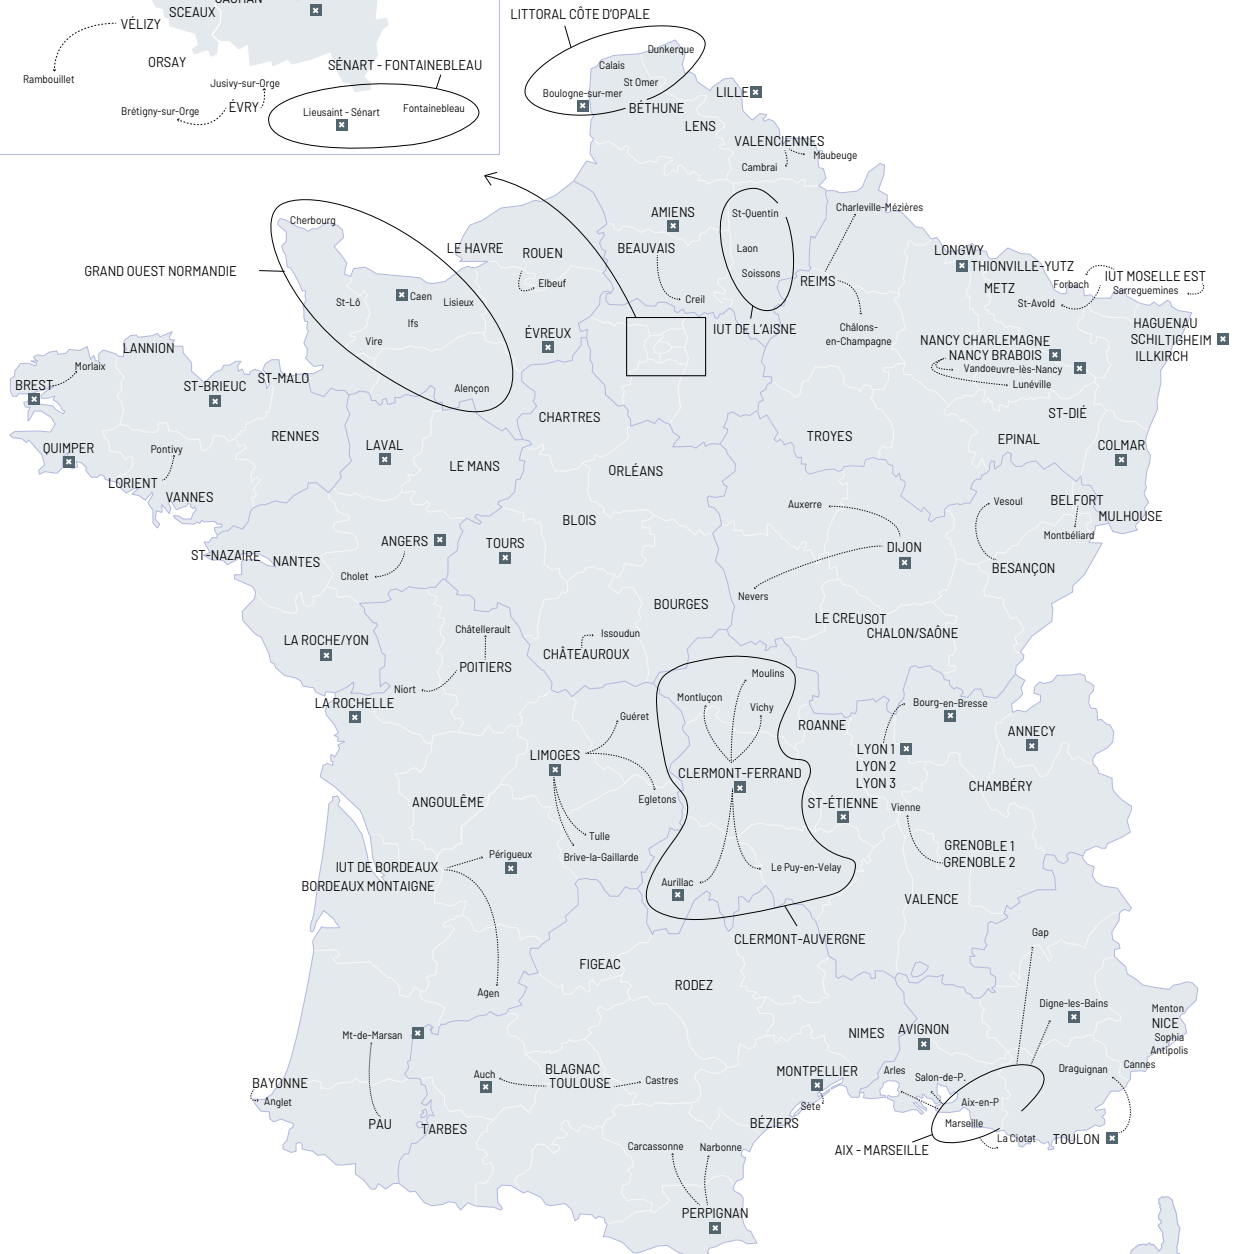 SCEAUX
VÉLIZY
ORSAY
Rambouillet
SÉNART - FONTAINEBLEAU
Jusivy-sur-Orge
Brétigny-sur-Orge
ÉVRY
Lieusaint - Sénart
Fontainebleau
LITTORAL CÔTE D'OPALE
Dunkerque
Calais
St Omer
Boulogne-sur-mer
BÉTHUNE
LILLE
LENS
VALENCIENNES
Maubeuge
Cambrai
Cherbourg
GRAND OUEST NORMANDIE
St-Lô
Caen
Lisieux
Ifs
Vire
Alençon
LE HAVRE
ROUEN
Elbeuf
ÉVREUX
AMIENS
BEAUVAIS
Creil
St-Quentin
Laon
Soissons
IUT DE L'AISNE
Charleville-Mézières
REIMS
Châlons-
en-Champagne
LONGWY
THIONVILLE-YUTZ
METZ
Forbach
St-Avold
IUT MOSELLE EST
Sarreguemines
HAGUENAU
SCHILTIGHEIM
ILLKIRCH
NANCY CHARLEMAGNE
NANCY BRABOIS
Vandoeuvre-lès-Nancy
Lunéville
ST-DIÉ
EPINAL
COLMAR
LANNION
Morlaix
BREST
ST-BRIEUC
ST-MALO
QUIMPER
Pontivy
LORIENT
VANNES
RENNES
LAVAL
LE MANS
CHARTRES
ORLÉANS
TROYES
BLOIS
Auxerre
Vesoul
BELFORT
MULHOUSE
Montbéliard
BESANÇON
ST-NAZAIRE
NANTES
ANGERS
Cholet
TOURS
DIJON
Nevers
BOURGES
LE CREUSOT
CHALON/SAÔNE
LA ROCHE/YON
Châtellerault
POITIERS
Niort
Issoudun
CHÂTEAUROUX
LA ROCHELLE
Moulins
Montluçon
Vichy
CLERMONT-FERRAND
Aurillac
Le Puy-en-Velay
CLERMONT-AUVERGNE
Guéret
LIMOGES
Egletons
Tulle
Brive-la-Gaillarde
ANGOULÊME
ROANNE
Bourg-en-Bresse
LYON 1
LYON 2
LYON 3
ANNECY
ST-ÉTIENNE
Vienne
CHAMBÉRY
GRENOBLE 1
GRENOBLE 2
VALENCE
IUT DE BORDEAUX
BORDEAUX MONTAIGNE
Périgueux
Agen
FIGEAC
RODEZ
Gap
Digne-les-Bains
Menton
NICE
Sophia
Antipolis
Cannes
Draguignan
TOULON
Mt-de-Marsan
BAYONNE
Anglet
PAU
TARBES
Auch
BLAGNAC
TOULOUSE
Castres
NIMES
AVIGNON
MONTPELLIER
Sète
BÉZIERS
Arles
Salon-de-P.
Aix-en-P
Marseille
La Ciotat
AIX - MARSEILLE
Carcassonne
Narbonne
PERPIGNAN